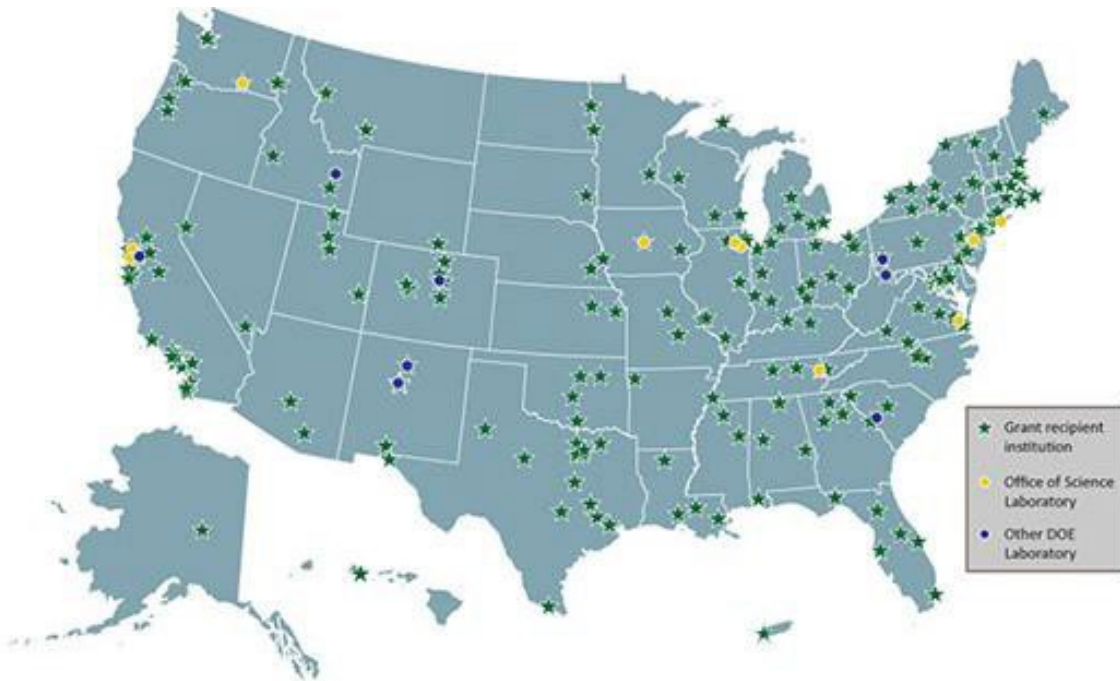 Grant recipient
institution
Office of Science
Laboratory
Other DOE
Laboratory